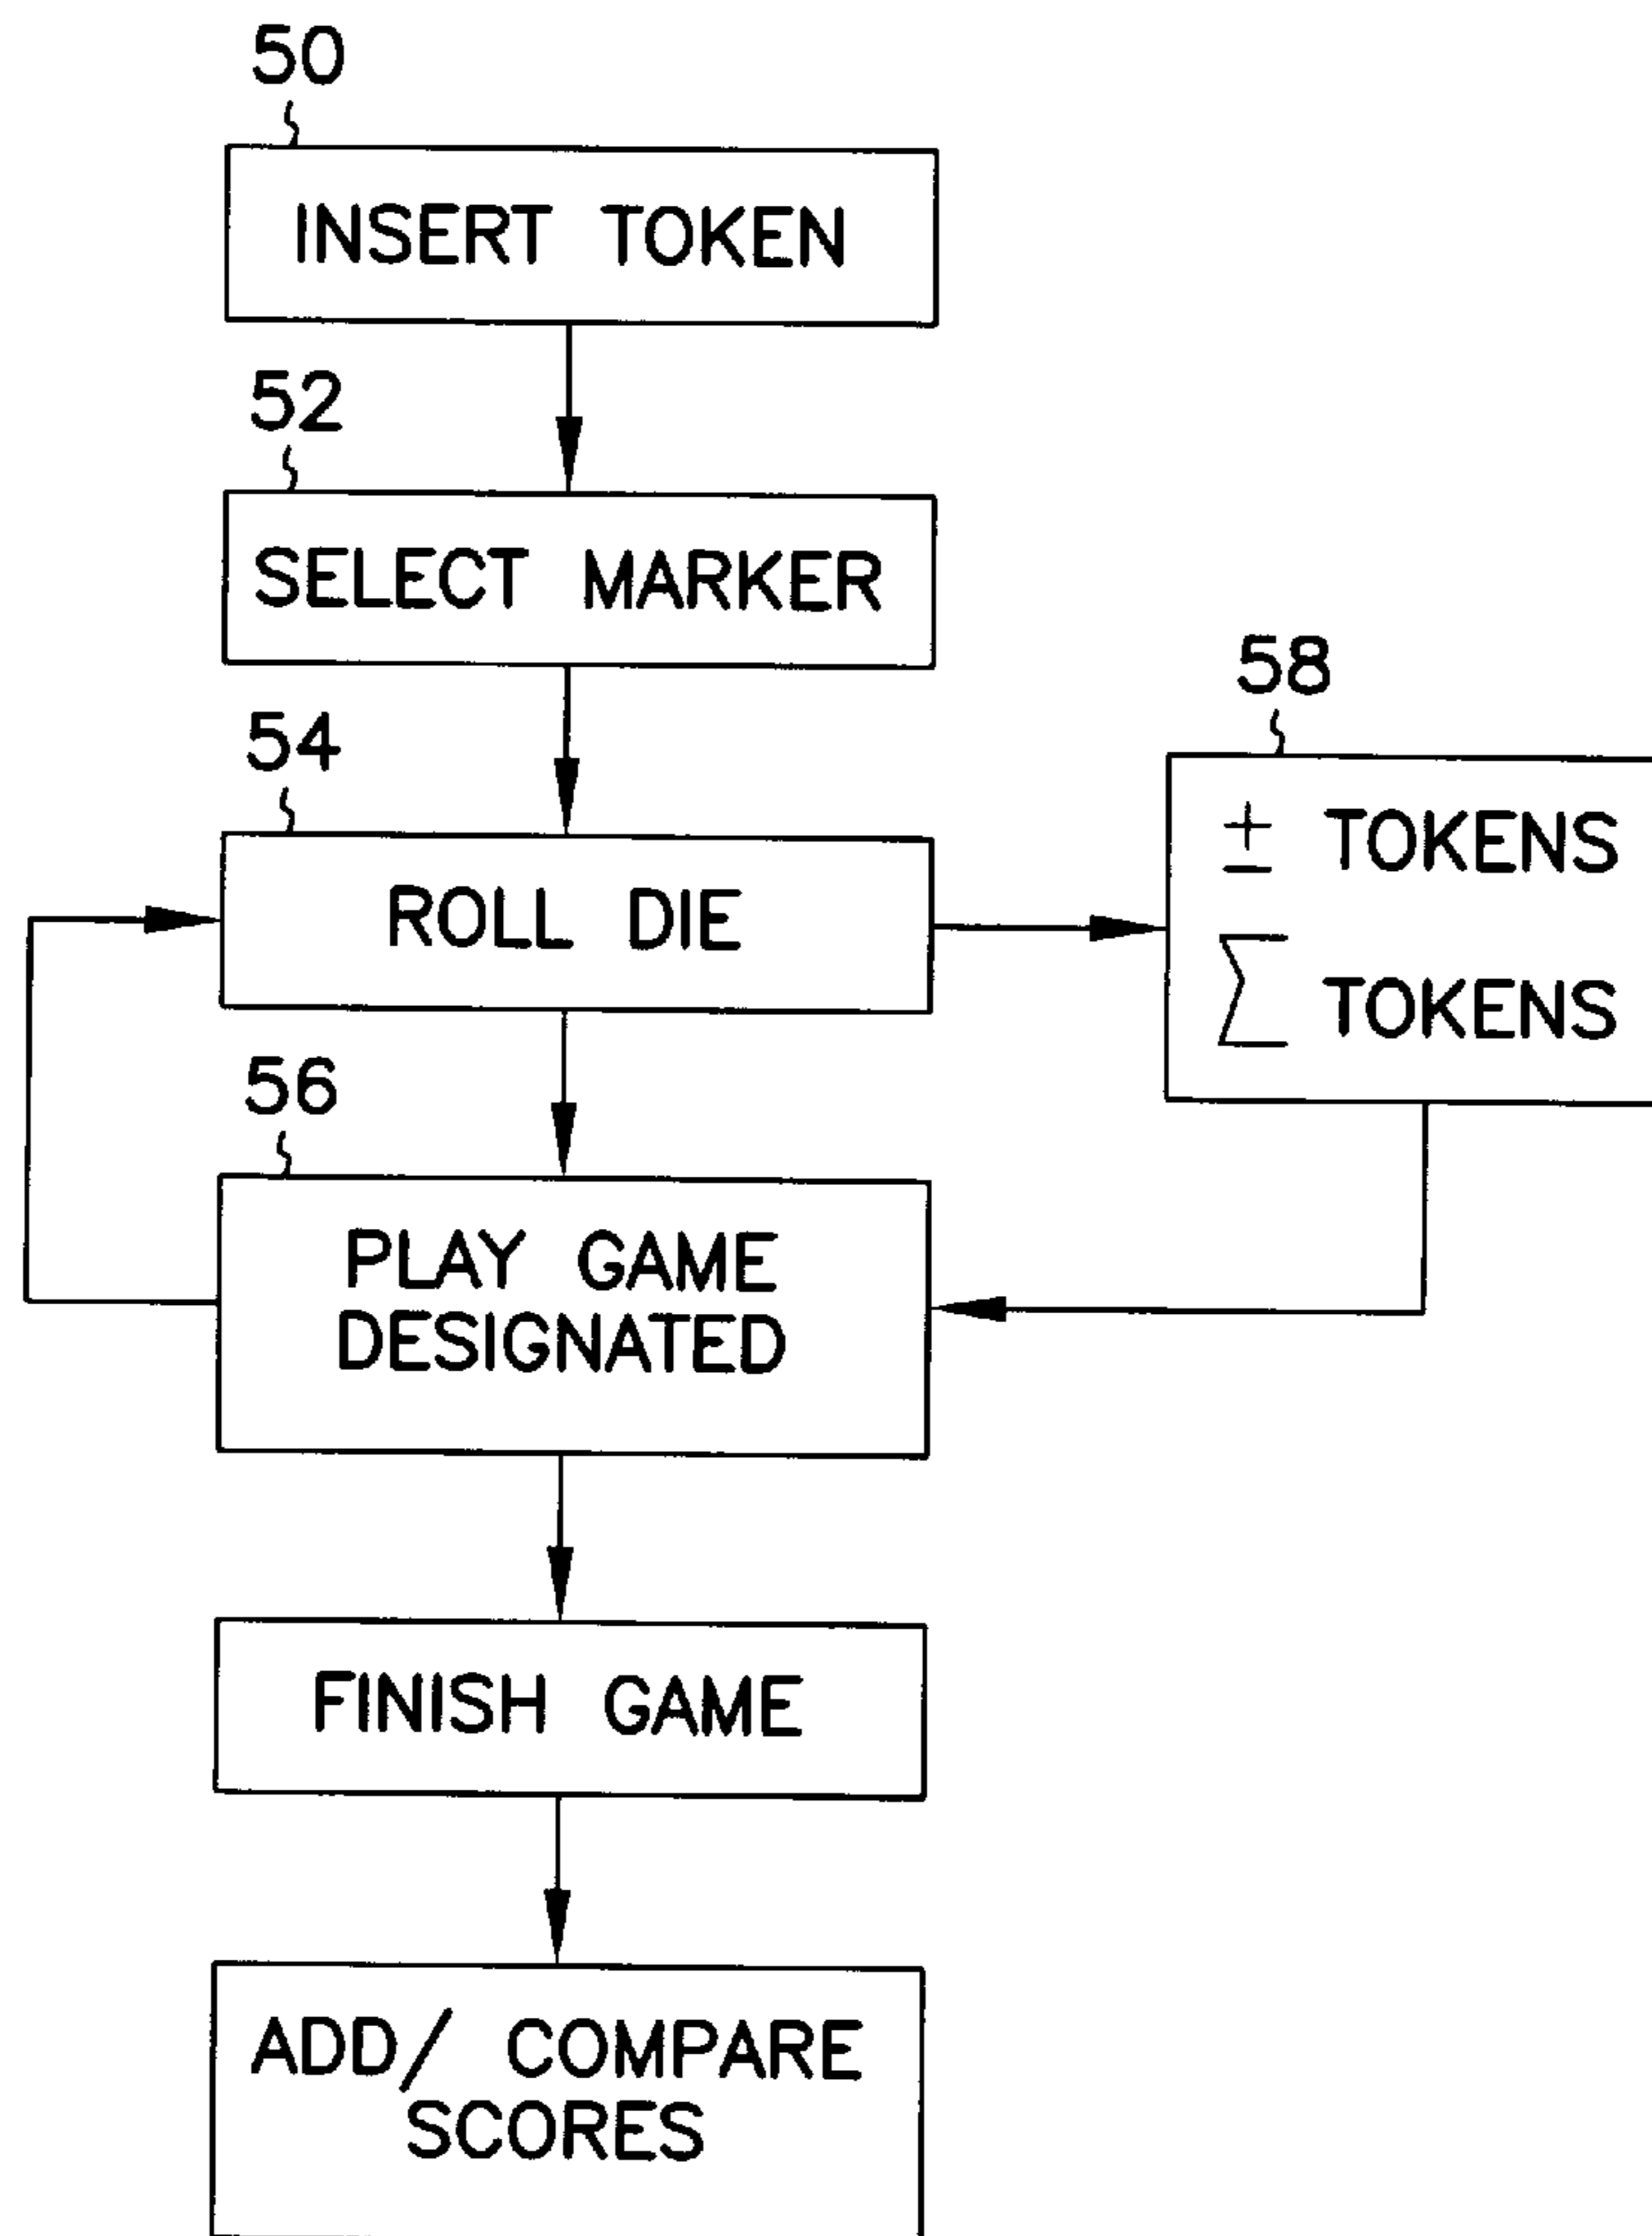 50
INSERT TOKEN
52
SELECT MARKER
54
ROLL DIE
58
± TOKENS
∑ TOKENS
56
PLAY GAME
DESIGNATED
FINISH GAME
ADD/ COMPARE
SCORES